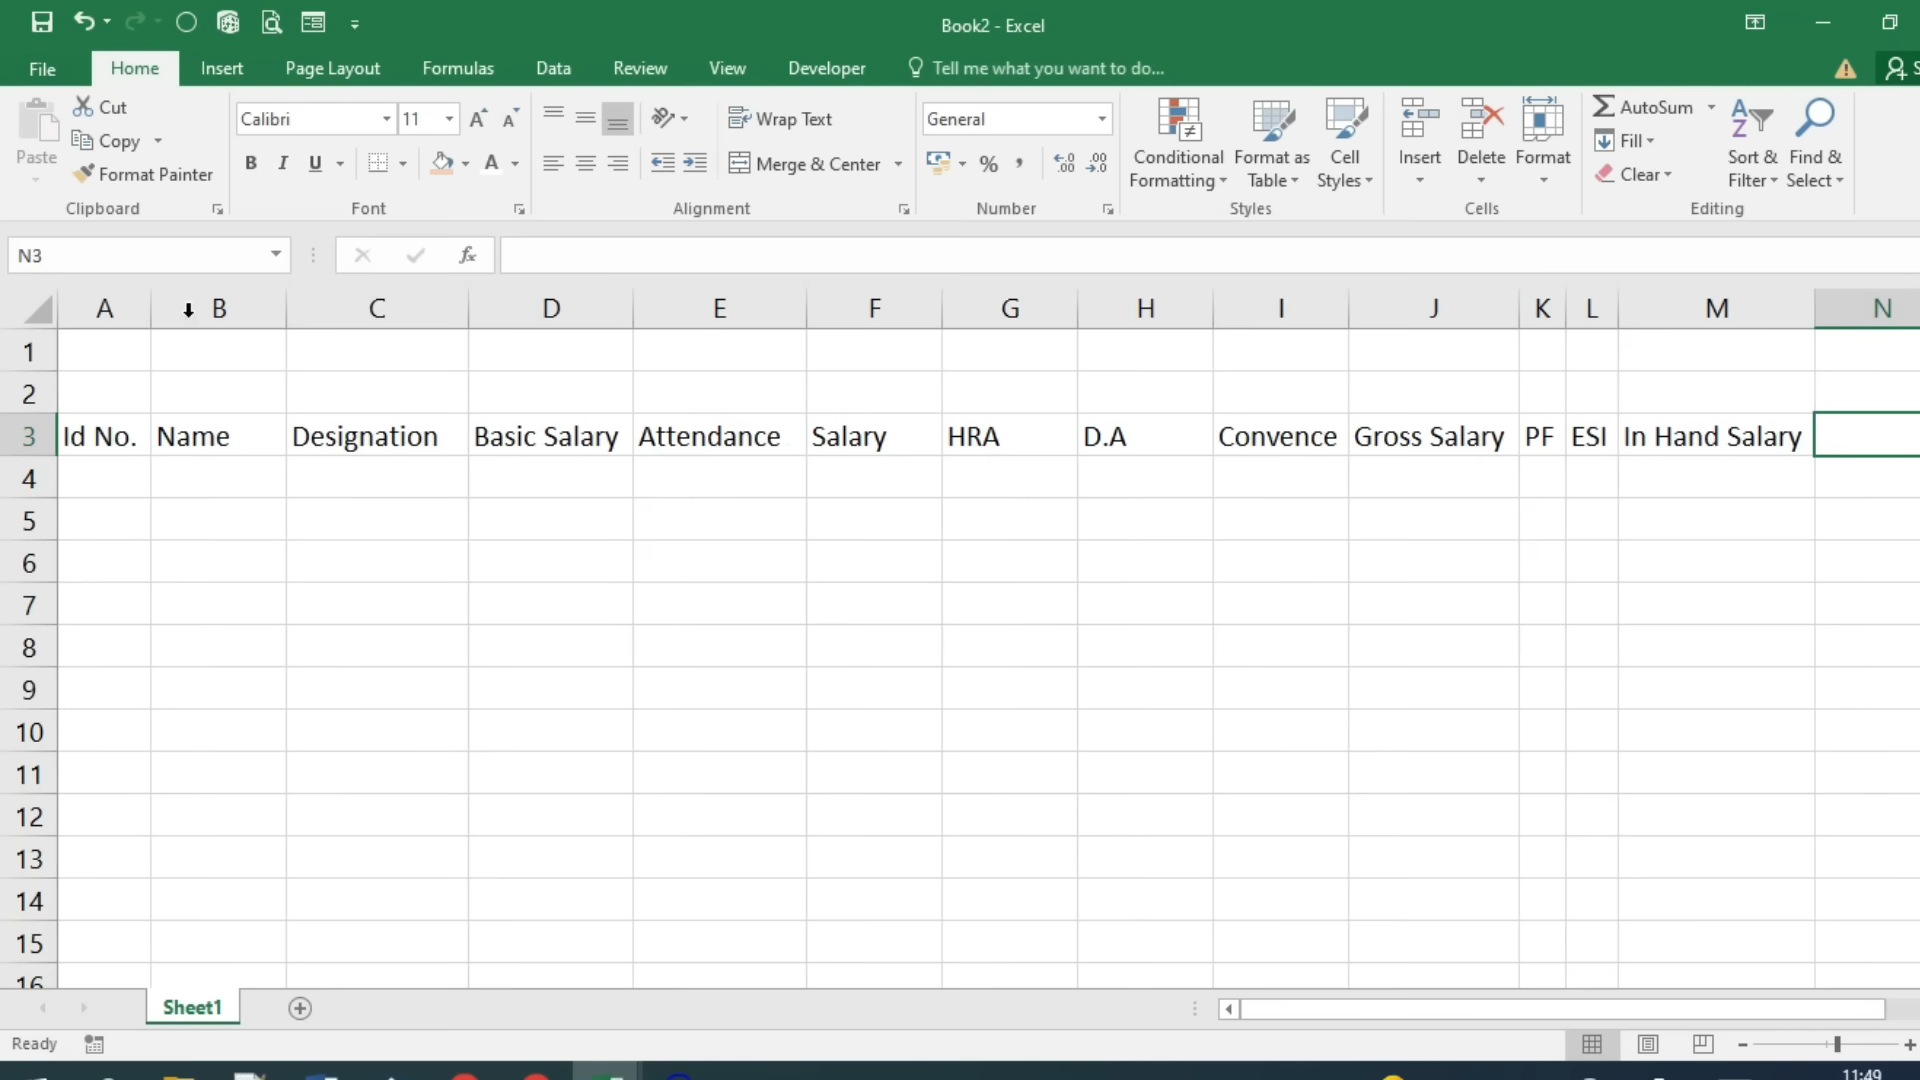 Book2 - Excel
File Home Insert Page Layout Formulas Data Review View Developer Tell me what you want to do...
Paste
Cut
Copy
Format Painter
Clipboard
Calibri 11
B I U A
Font
Wrap Text
Merge & Center
Alignment
General
% ,
Number
Conditional Formatting
Format as Table
Cell Styles
Styles
Insert
Delete
Format
Cells
AutoSum
Fill
Clear
Sort & Filter
Find & Select
Editing
N3 fx
A B C D E F G H I J K L M N
1
2
3 Id No. Name Designation Basic Salary Attendance Salary HRA D.A Convence Gross Salary PF ESI In Hand Salary
4
5
6
7
8
9
10
11
12
13
14
15
16
Sheet1
Ready
11:49